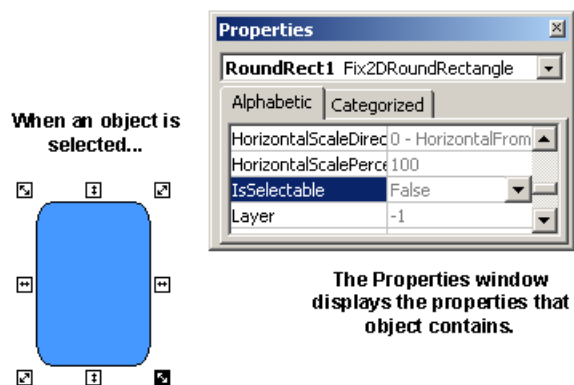 When an object is
selected...
Properties
RoundRect1 Fix2DRoundRectangle
Alphabetic Categorized
HorizontalScaleDirec 0 - HorizontalFrom
HorizontalScalePerce 100
IsSelectable False
Layer -1
The Properties window
displays the properties that
object contains.